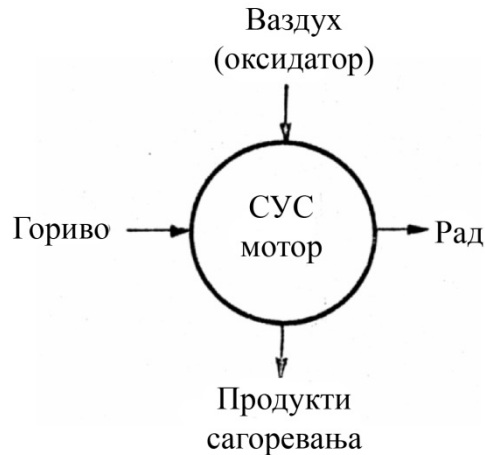 Ваздух
(оксидатор)
Гориво
СУС
мотор
Рад
Продукти
сагоревања